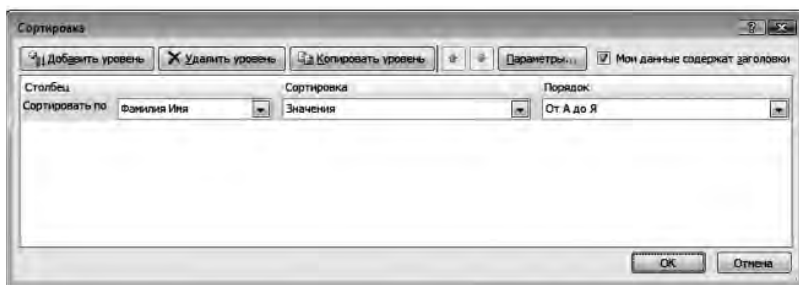 Сортировка
Добавить уровень Удалить уровень Копировать уровень Параметры... Мои данные содержат заголовки
Столбец Сортировка Порядок
Сортировать по Фамилия Имя Значения От А до Я
ОК Отмена